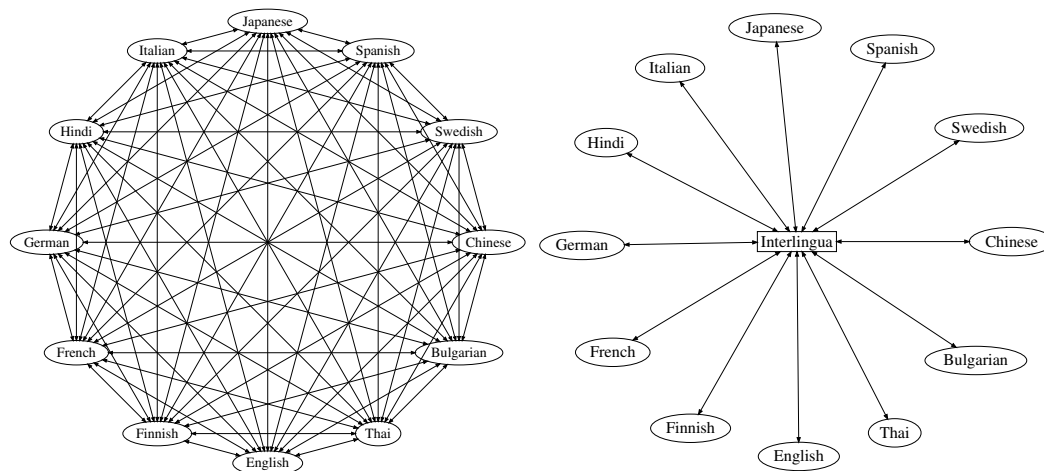 Japanese
Italian
Spanish
Hindi
Swedish
German
Chinese
French
Bulgarian
Finnish
Thai
English
Japanese
Spanish
Italian
Swedish
Hindi
German
Interlingua
Chinese
French
Bulgarian
Finnish
Thai
English